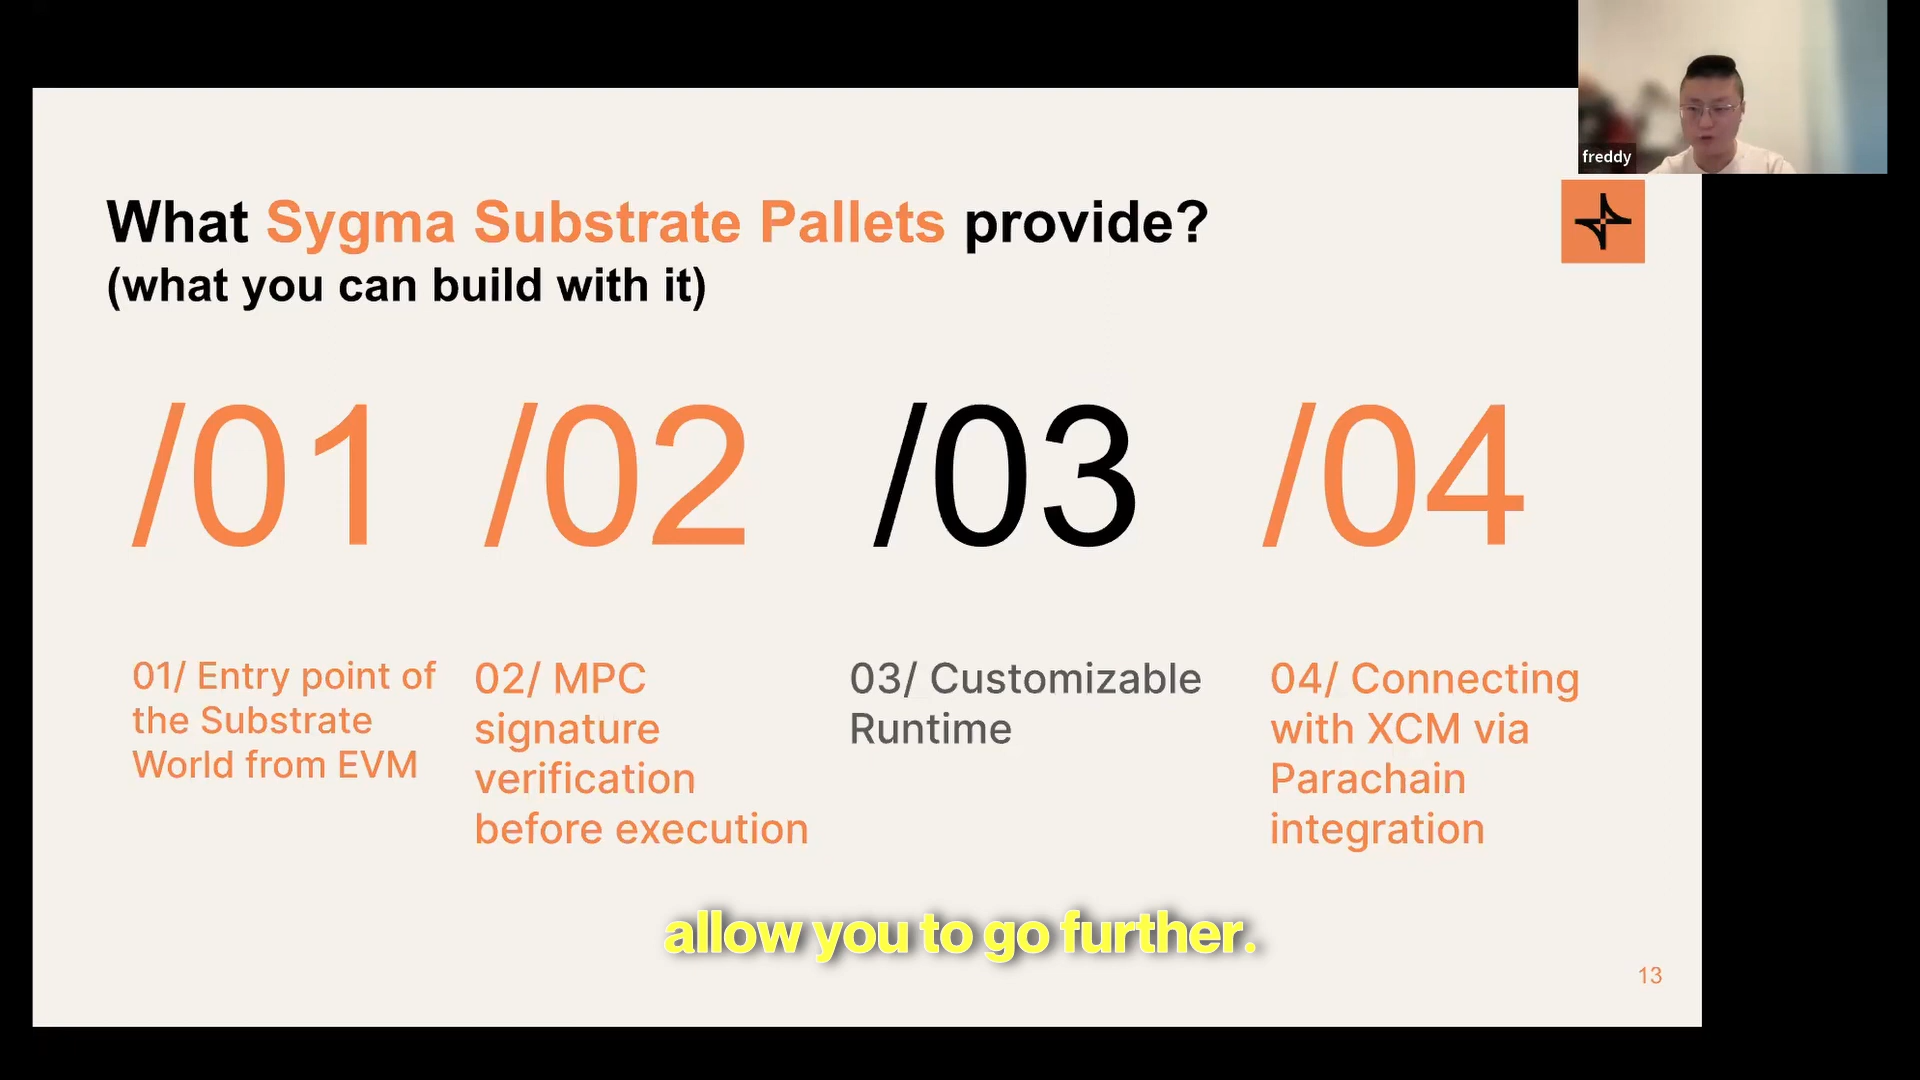 freddy
What Sygma Substrate Pallets provide?
(what you can build with it)
/01
/02
/03
/04
01/ Entry point of
the Substrate
World from EVM
02/ MPC
signature
verification
before execution
03/ Customizable
Runtime
04/ Connecting
with XCM via
Parachain
integration
allow you to go further.
13